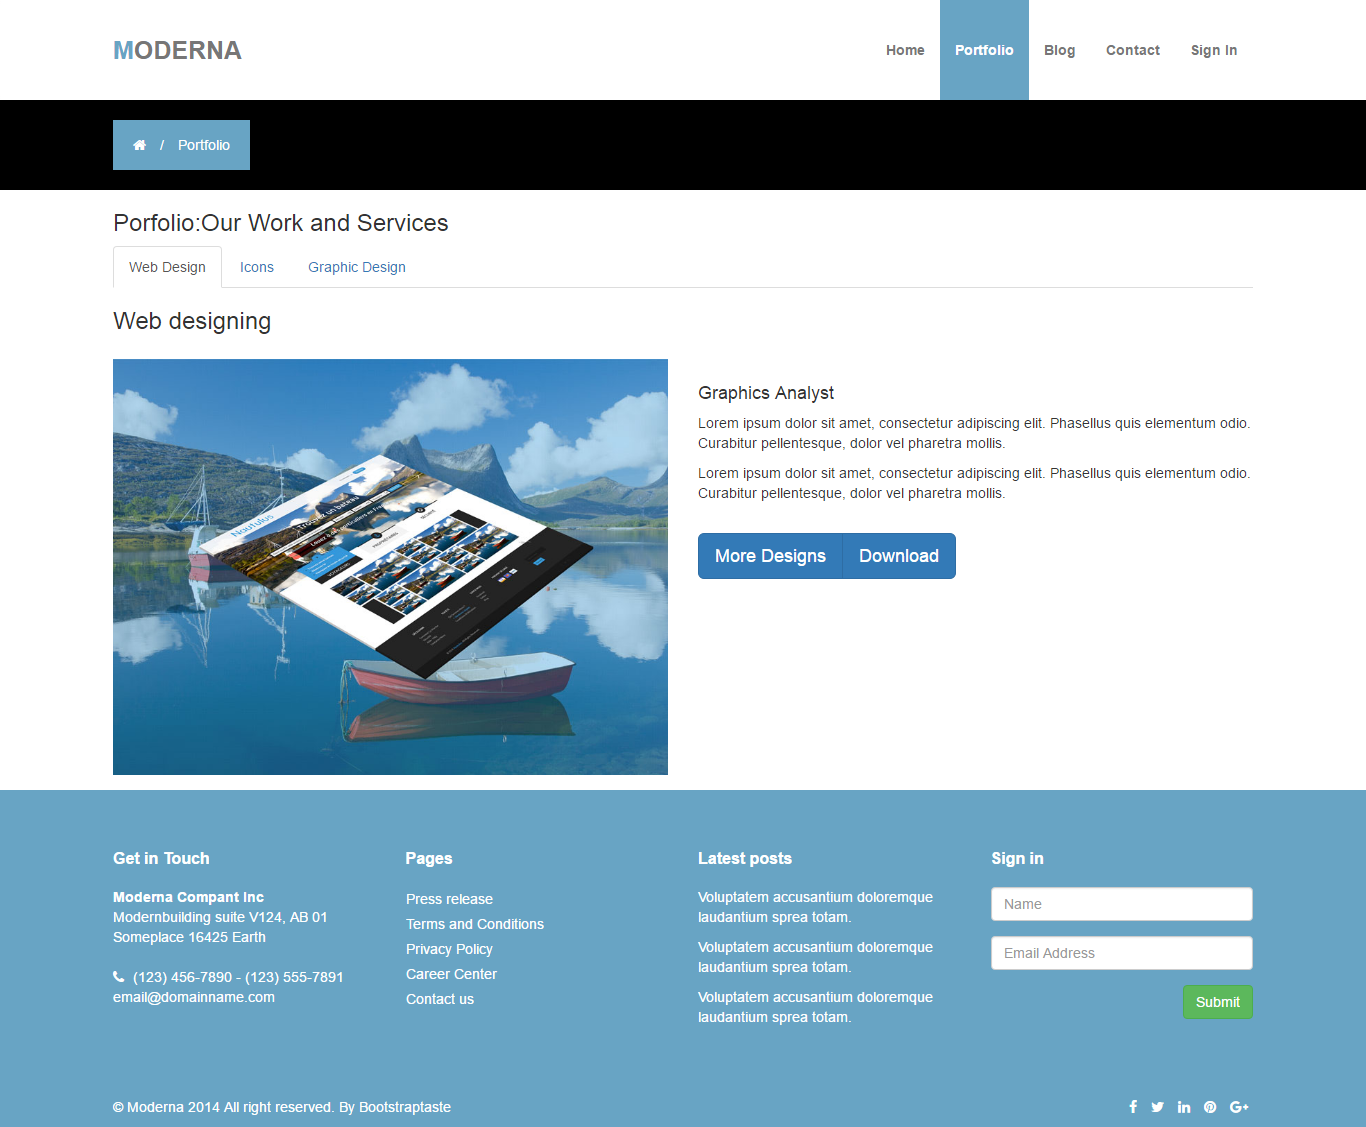 MODERNA
Home Portfolio Blog Contact Sign In
/ Portfolio
Porfolio:Our Work and Services
Web Design Icons Graphic Design
Web designing
Nautulus
Trouvez un bateau
Graphics Analyst
Lorem ipsum dolor sit amet, consectetur adipiscing elit. Phasellus quis elementum odio.
Curabitur pellentesque, dolor vel pharetra mollis.
Lorem ipsum dolor sit amet, consectetur adipiscing elit. Phasellus quis elementum odio.
Curabitur pellentesque, dolor vel pharetra mollis.
More Designs Download
Get in Touch
Moderna Compant Inc
Modernbuilding suite V124, AB 01
Someplace 16425 Earth
(123) 456-7890 - (123) 555-7891
email@domainname.com
Pages
Press release
Terms and Conditions
Privacy Policy
Career Center
Contact us
Latest posts
Voluptatem accusantium doloremque
laudantium sprea totam.
Voluptatem accusantium doloremque
laudantium sprea totam.
Voluptatem accusantium doloremque
laudantium sprea totam.
Sign in
Name
Email Address
Submit
© Moderna 2014 All right reserved. By Bootstraptaste